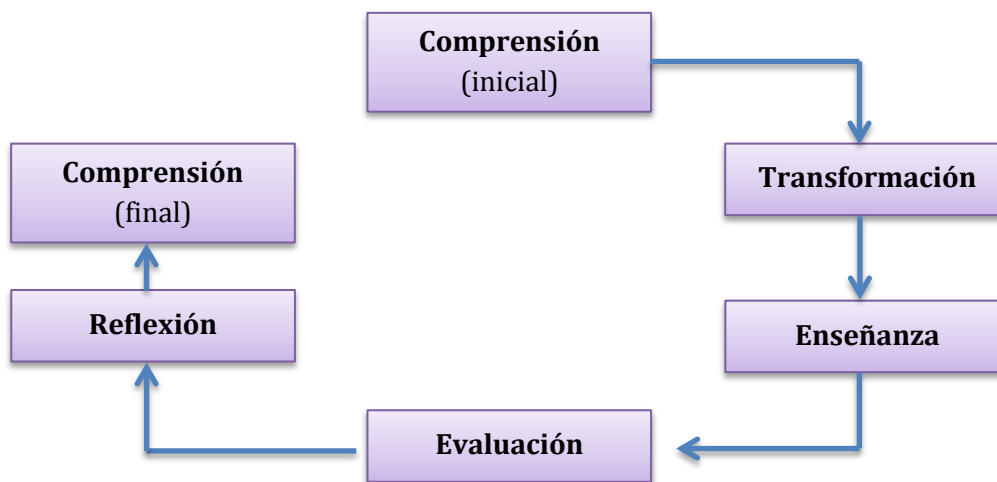 Comprensión
(inicial)
Transformación
Enseñanza
Evaluación
Reflexión
Comprensión
(final)